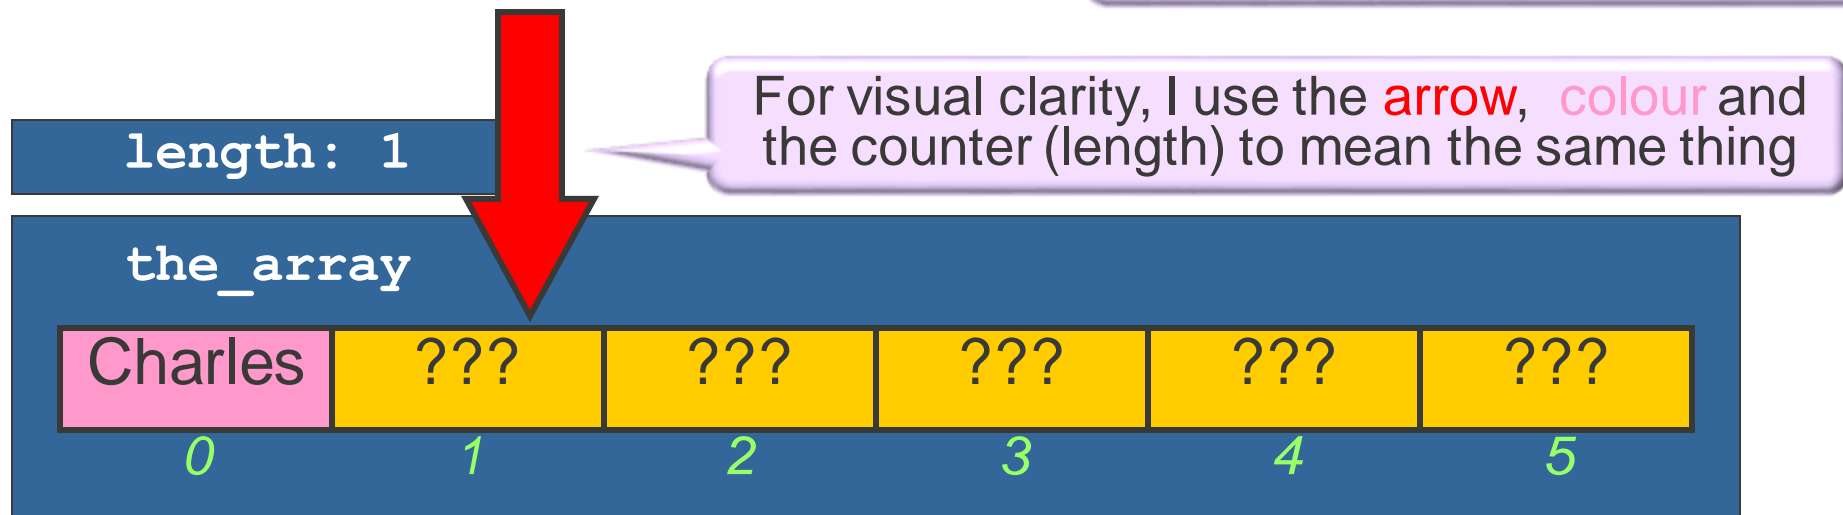 For visual clarity, I use the arrow, colour and
the counter (length) to mean the same thing
length: 1
the_array
Charles ??? ??? ??? ??? ???
0 1 2 3 4 5